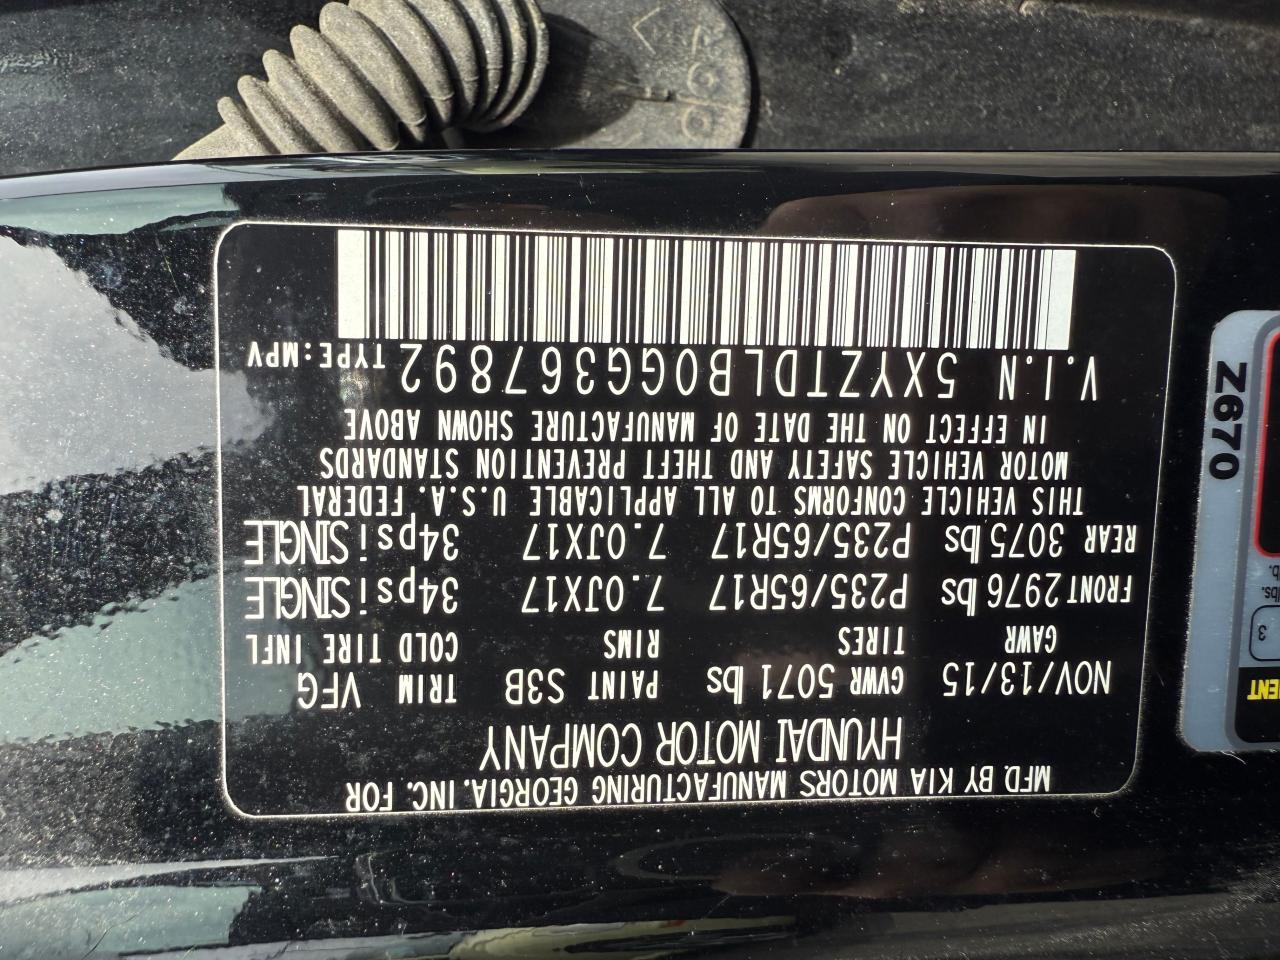 MFD. BY KIA MOTORS MANUFACTURING GEORGIA. INC. FOR
HYUNDAI MOTOR COMPANY
NOV/13/15 GVWR 5071 lbs PAINT S3B TRIM VFG
GAWR TIRES RIMS COLD TIRE INFL
FRONT 2976 lbs P235/65R17 7.0JX17 34psi SINGLE
REAR 3075 lbs P235/65R17 7.0JX17 34psi SINGLE
THIS VEHICLE CONFORMS TO ALL APPLICABLE U.S.A. FEDERAL
MOTOR VEHICLE SAFETY AND THEFT PREVENTION STANDARDS
IN EFFECT ON THE DATE OF MANUFACTURE SHOWN ABOVE
V.I.N 5XYZTDLB0GG367892 TYPE:MPV
Z670
3